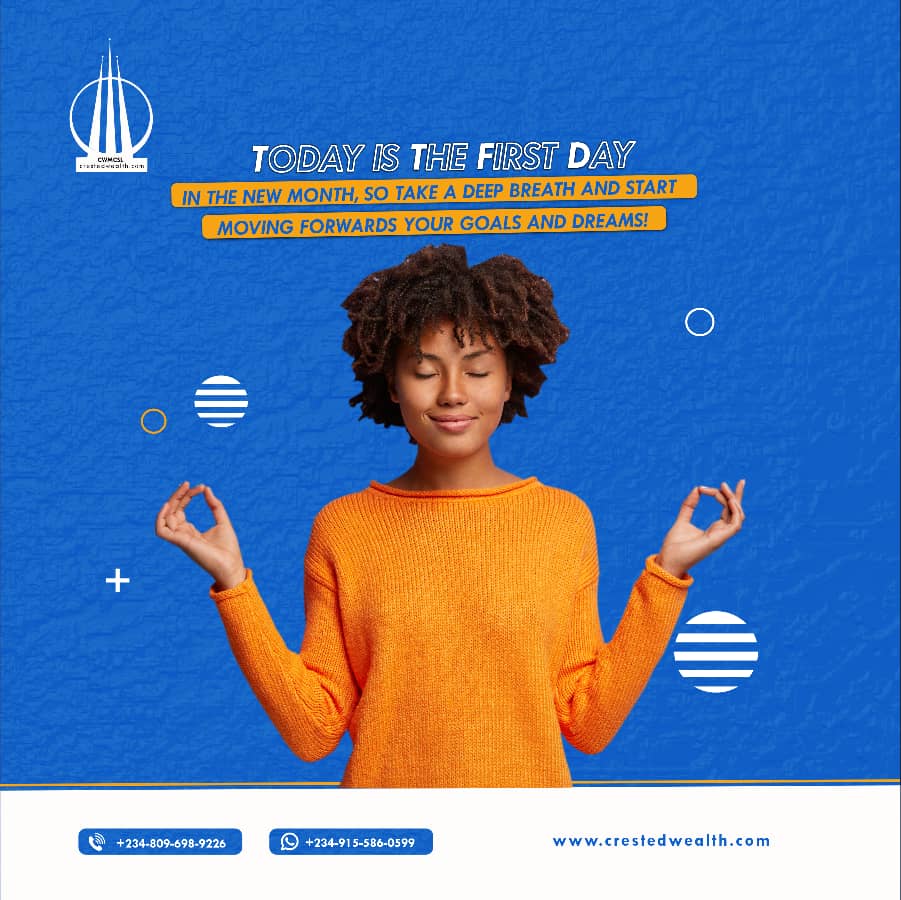 CWMCSL
crestedwealth.com
TODAY IS THE FIRST DAY
IN THE NEW MONTH, SO TAKE A DEEP BREATH AND START
MOVING FORWARDS YOUR GOALS AND DREAMS!
+234-809-698-9226
+234-915-586-0599
www.crestedwealth.com